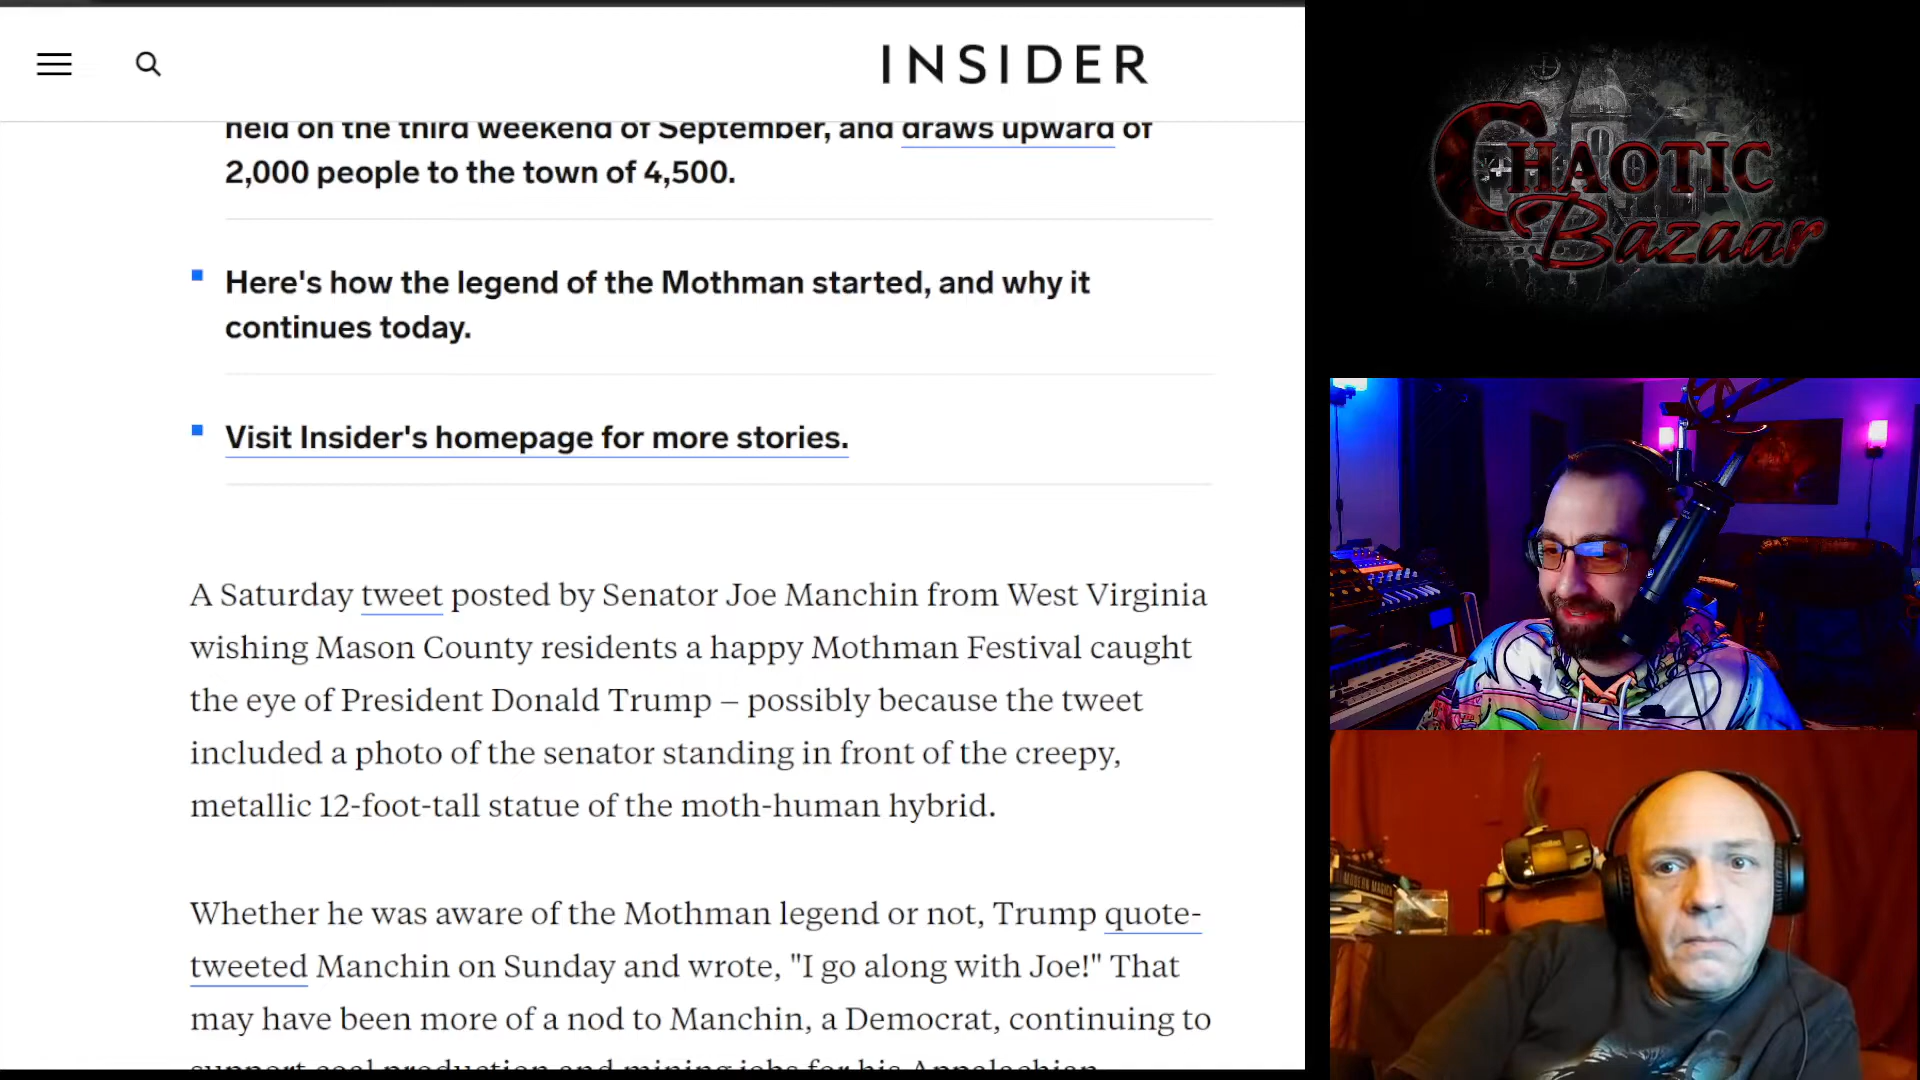 INSIDER
held on the third weekend of September, and draws upward of
2,000 people to the town of 4,500.
Here's how the legend of the Mothman started, and why it
continues today.
Visit Insider's homepage for more stories.
A Saturday tweet posted by Senator Joe Manchin from West Virginia
wishing Mason County residents a happy Mothman Festival caught
the eye of President Donald Trump – possibly because the tweet
included a photo of the senator standing in front of the creepy,
metallic 12-foot-tall statue of the moth-human hybrid.
Whether he was aware of the Mothman legend or not, Trump quote-
tweeted Manchin on Sunday and wrote, "I go along with Joe!" That
may have been more of a nod to Manchin, a Democrat, continuing to
support coal production and mining jobs for his Appalachian
CHAOTIC
Bazaar
MODERN MAGICK